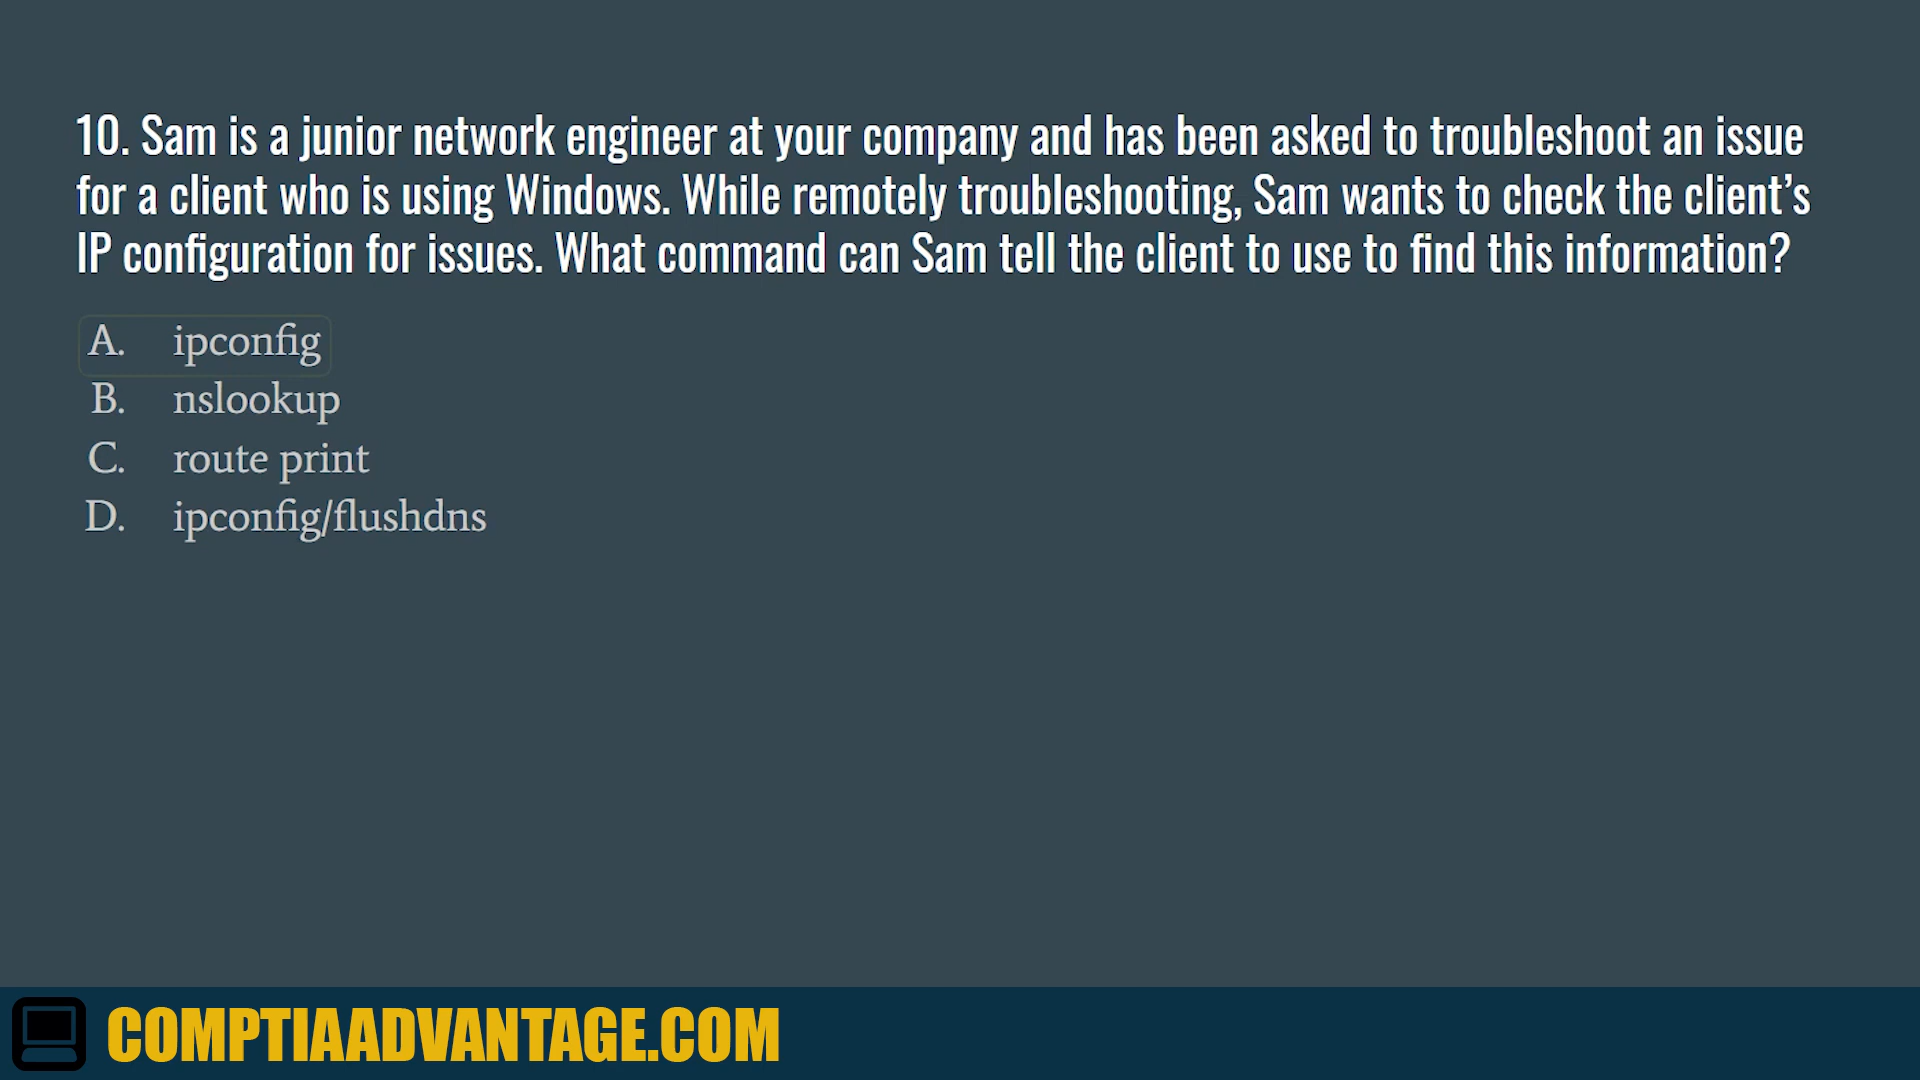 10. Sam is a junior network engineer at your company and has been asked to troubleshoot an issue
for a client who is using Windows. While remotely troubleshooting, Sam wants to check the client’s
IP configuration for issues. What command can Sam tell the client to use to find this information?
A. ipconfig
B. nslookup
C. route print
D. ipconfig/flushdns
COMPTIAADVANTAGE.COM